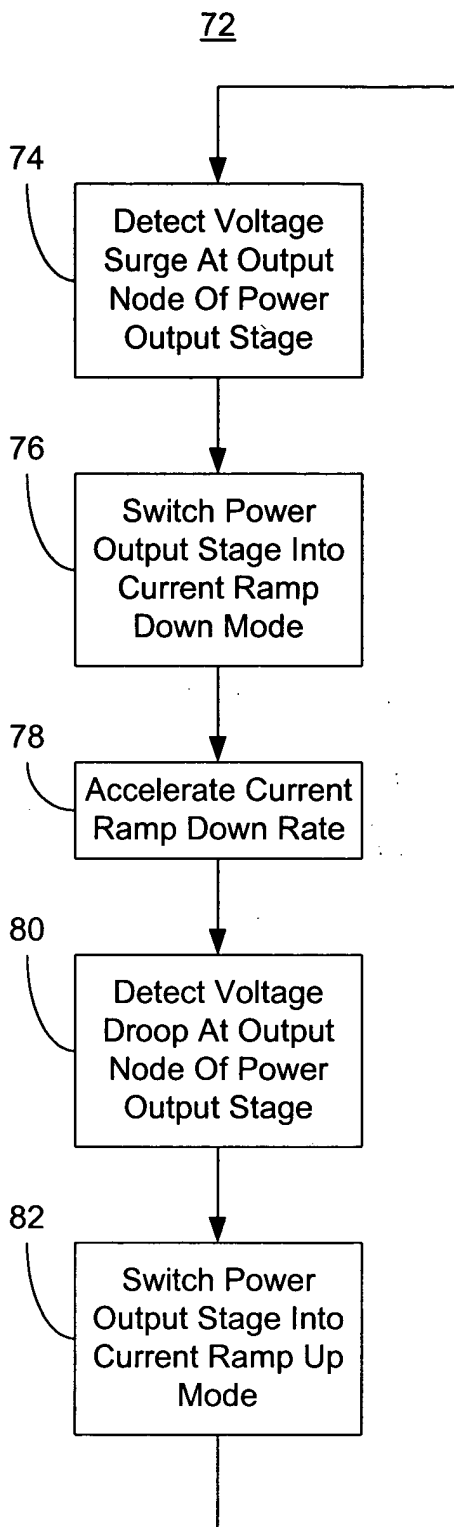 72
74
Detect Voltage
Surge At Output
Node Of Power
Output Stage
76
Switch Power
Output Stage Into
Current Ramp
Down Mode
78
Accelerate Current
Ramp Down Rate
80
Detect Voltage
Droop At Output
Node Of Power
Output Stage
82
Switch Power
Output Stage Into
Current Ramp Up
Mode